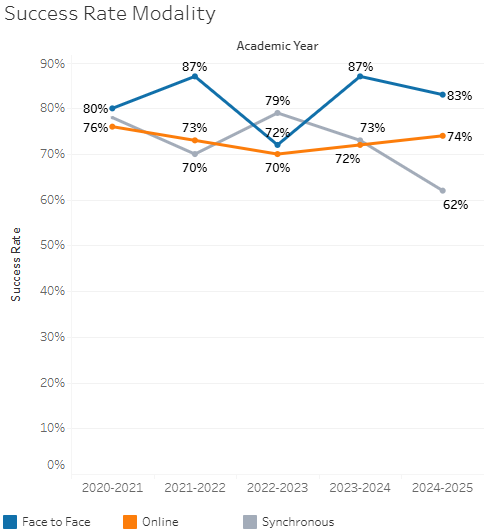 Success Rate Modality
Academic Year
90%
80%
70%
60%
50%
40%
30%
20%
10%
0%
Success Rate
87% 87%
80% 79% 83%
76% 73% 72% 73% 74%
70% 70% 72%
62%
2020-2021 2021-2022 2022-2023 2023-2024 2024-2025
Face to Face Online Synchronous